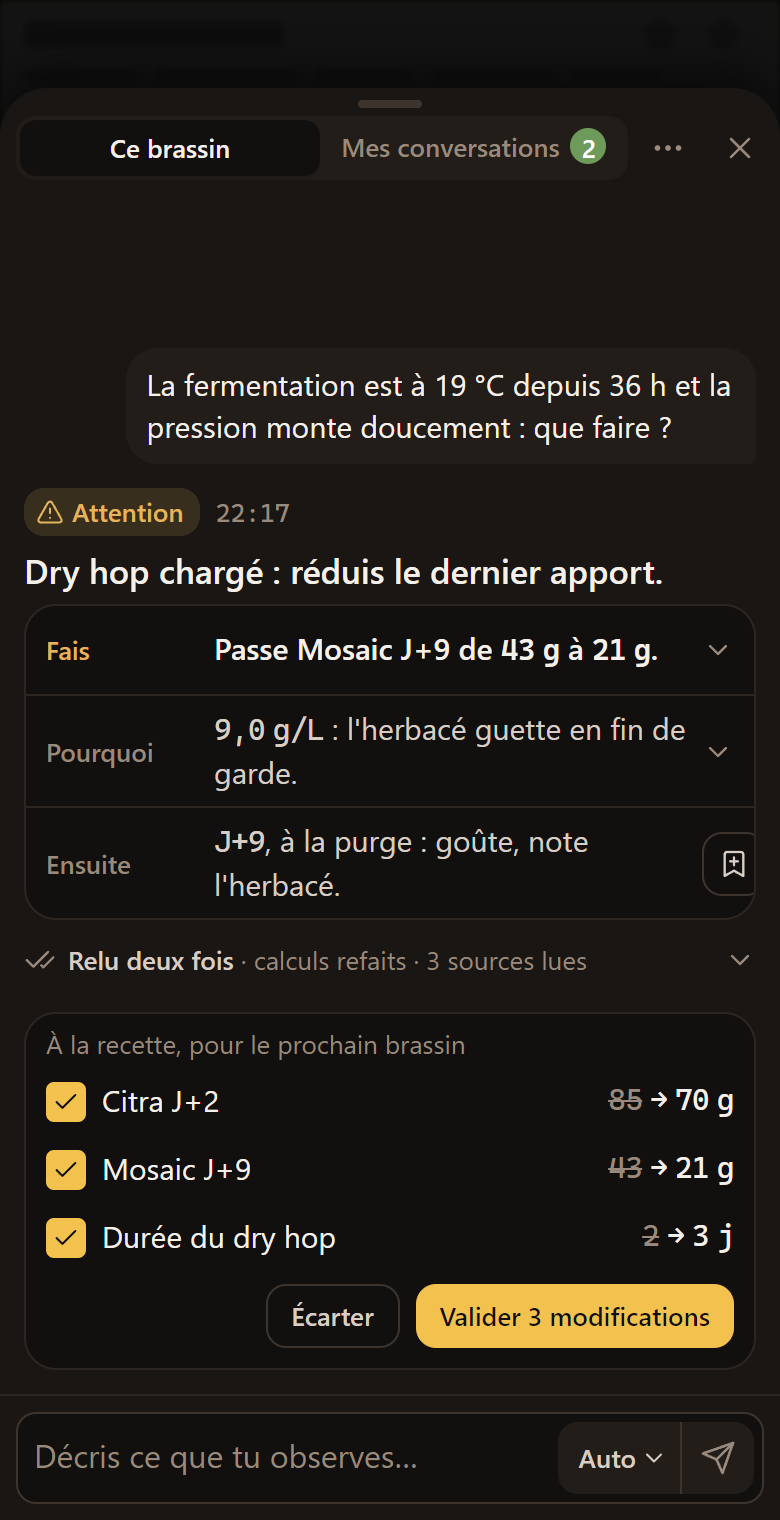 Ce brassin
Mes conversations 2
La fermentation est à 19 °C depuis 36 h et la
pression monte doucement : que faire ?
Attention 22:17
Dry hop chargé : réduis le dernier apport.
Fais Passe Mosaic J+9 de 43 g à 21 g.
Pourquoi 9,0 g/L : l'herbacé guette en fin de
garde.
Ensuite J+9, à la purge : goûte, note
l'herbacé.
Relu deux fois · calculs refaits · 3 sources lues
À la recette, pour le prochain brassin
Citra J+2 85 → 70 g
Mosaic J+9 43 → 21 g
Durée du dry hop 2 → 3 j
Écarter Valider 3 modifications
Décris ce que tu observes… Auto